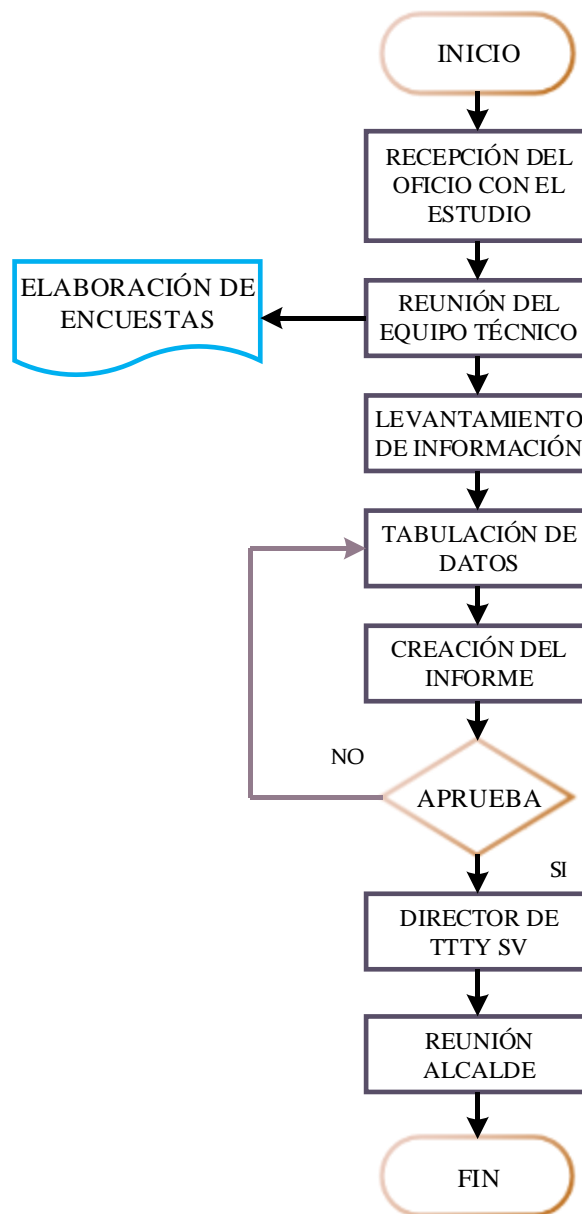 INICIO
RECEPCIÓN DEL
OFICIO CON EL
ESTUDIO
ELABORACIÓN DE
ENCUESTAS
REUNIÓN DEL
EQUIPO TÉCNICO
LEVANTAMIENTO
DE INFORMACIÓN
TABULACIÓN DE
DATOS
CREACIÓN DEL
INFORME
NO
APRUEBA
SI
DIRECTOR DE
TTTY SV
REUNIÓN
ALCALDE
FIN